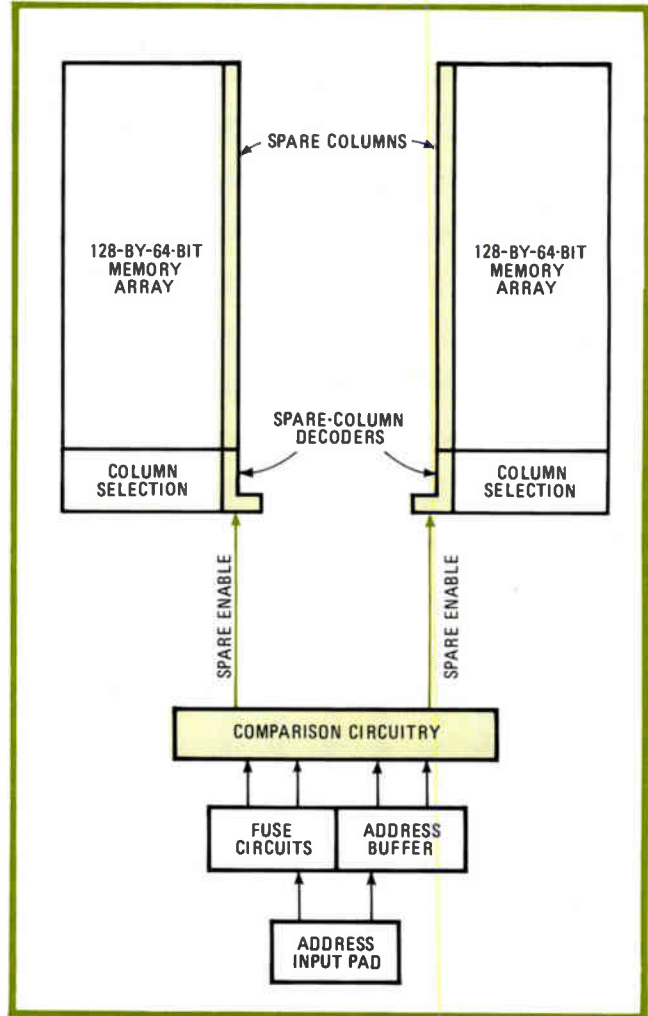 SPARE COLUMNS
128-BY-64-BIT
MEMORY
ARRAY
128-BY-64-BIT
MEMORY
ARRAY
SPARE-COLUMN
DECODERS
COLUMN
SELECTION
COLUMN
SELECTION
SPARE ENABLE
SPARE ENABLE
COMPARISON CIRCUITRY
FUSE
CIRCUITS
ADDRESS
BUFFER
ADDRESS
INPUT PAD